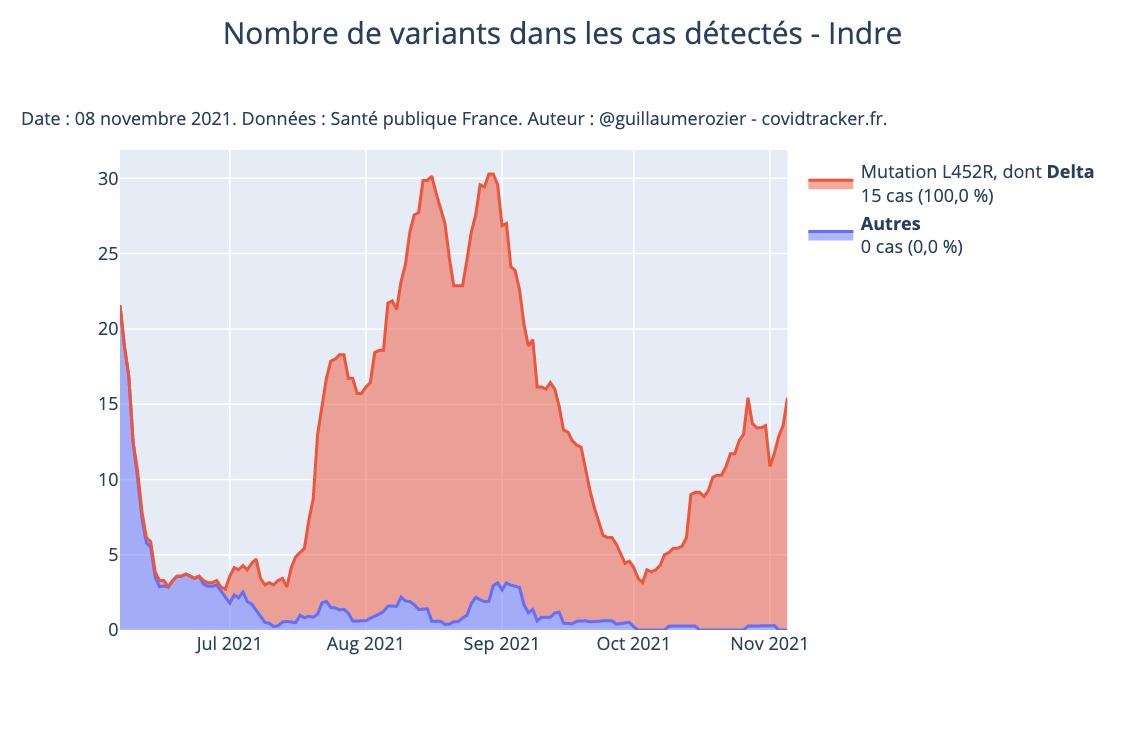 Nombre de variants dans les cas détectés - Indre
Date : 08 novembre 2021. Données : Santé publique France. Auteur : @guillaumerozier - covidtracker.fr.
30
25
20
15
10
5
0
Jul 2021
Aug 2021
Sep 2021
Oct 2021
Nov 2021
Mutation L452R, dont Delta
15 cas (100,0 %)
Autres
0 cas (0,0 %)